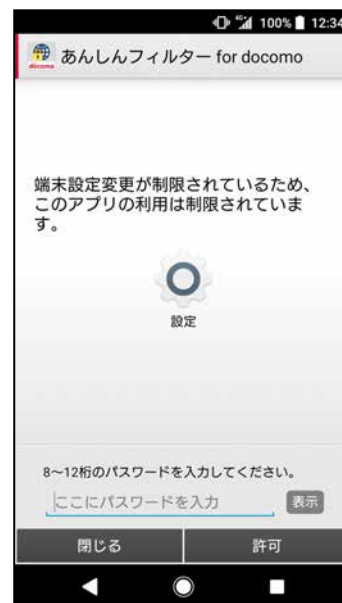 4G 100% 12:34
docomo あんしんフィルター for docomo
端末設定変更が制限されているため、
このアプリの利用は制限されていま
す。
設定
8～12桁のパスワードを入力してください。
ここにパスワードを入力 表示
閉じる 許可